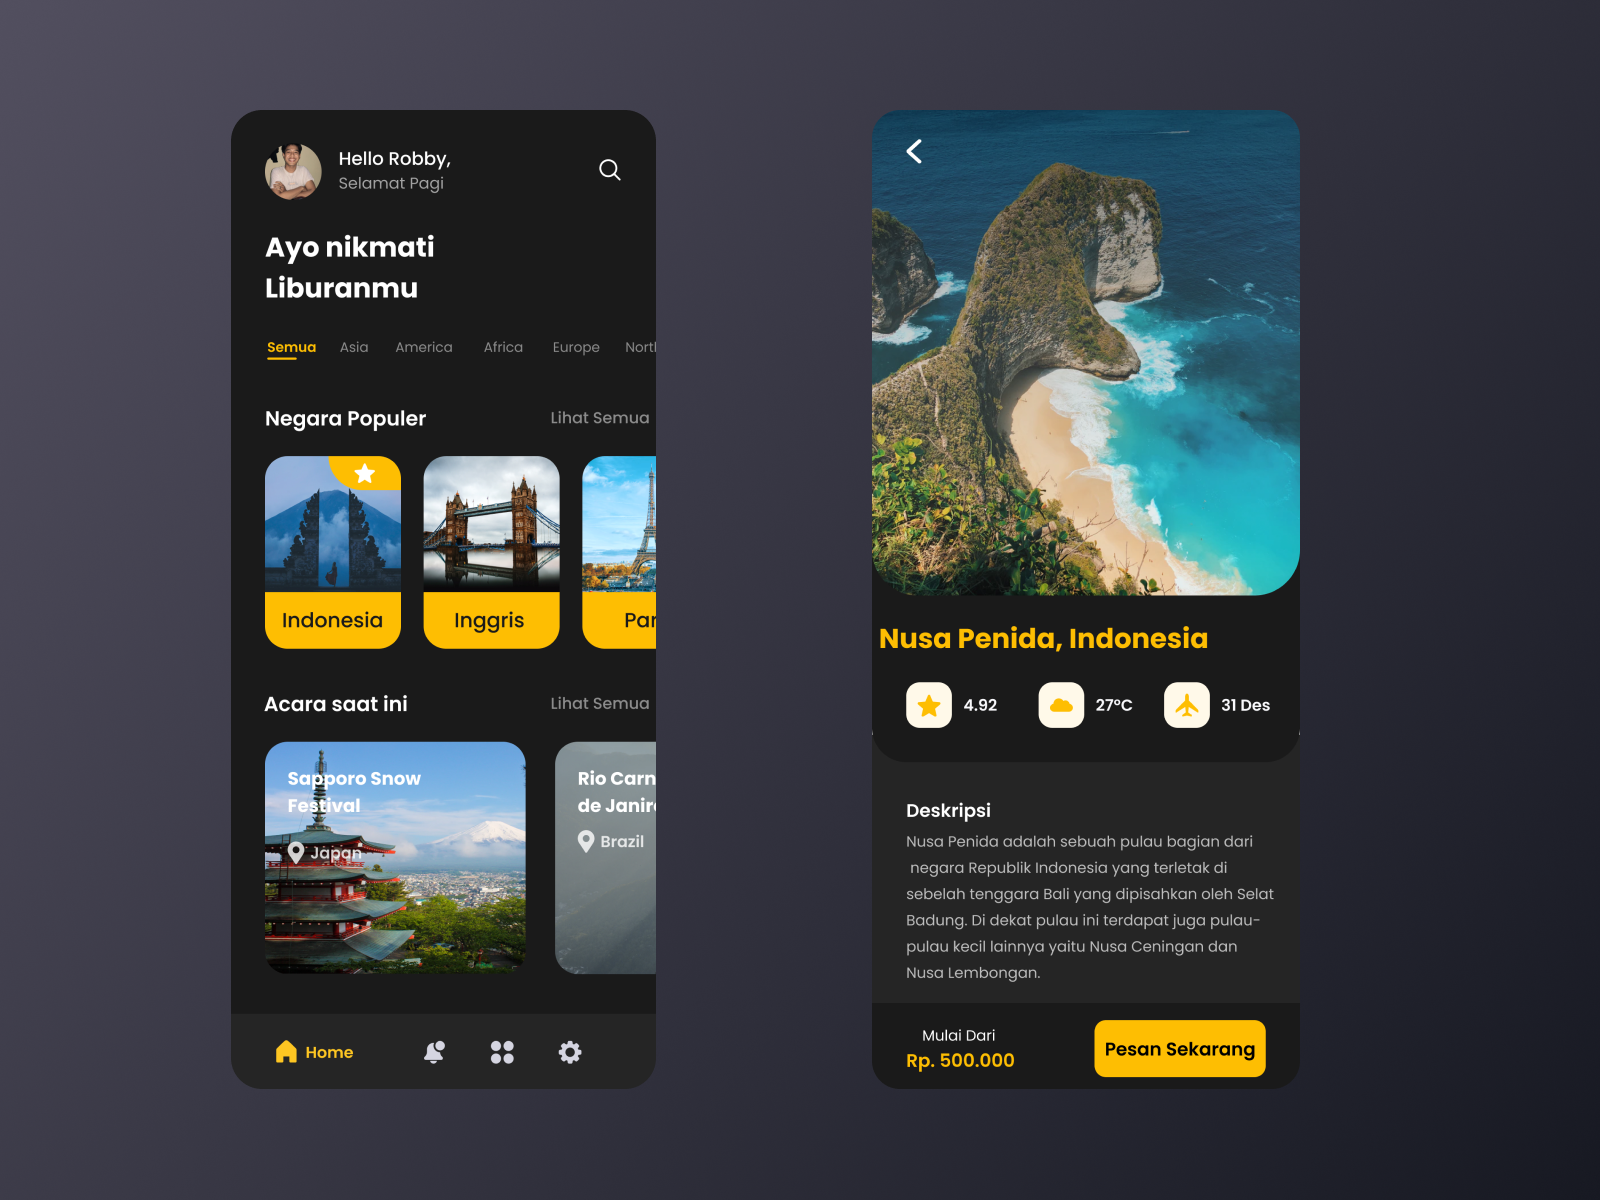 Hello Robby,
Selamat Pagi
Ayo nikmati
Liburanmu
Semua Asia America Africa Europe
Negara Populer Lihat Semua
Indonesia Inggris
Acara saat ini Lihat Semua
Sapporo Snow
Festival
Japan
Rio Carn
de Janir
Brazil
Home
Nusa Penida, Indonesia
4.92 27°C 31 Des
Deskripsi
Nusa Penida adalah sebuah pulau bagian dari
negara Republik Indonesia yang terletak di
sebelah tenggara Bali yang dipisahkan oleh Selat
Badung. Di dekat pulau ini terdapat juga pulau-
pulau kecil lainnya yaitu Nusa Ceningan dan
Nusa Lembongan.
Mulai Dari
Rp. 500.000
Pesan Sekarang